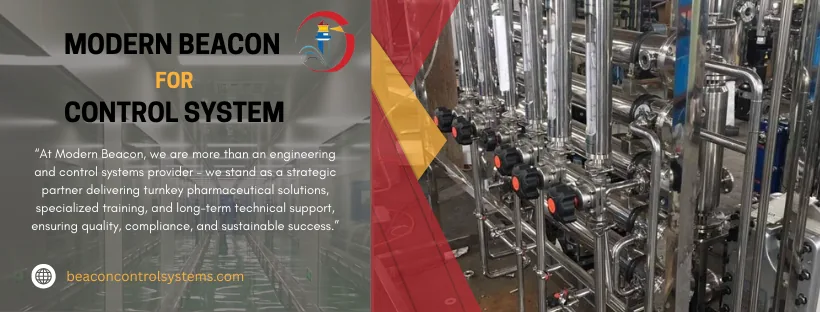 MODERN BEACON
FOR
CONTROL SYSTEM
“At Modern Beacon, we are more than an engineering
and control systems provider – we stand as a strategic
partner delivering turnkey pharmaceutical solutions,
specialized training, and long-term technical support,
ensuring quality, compliance, and sustainable success.”
beaconcontrolsystems.com